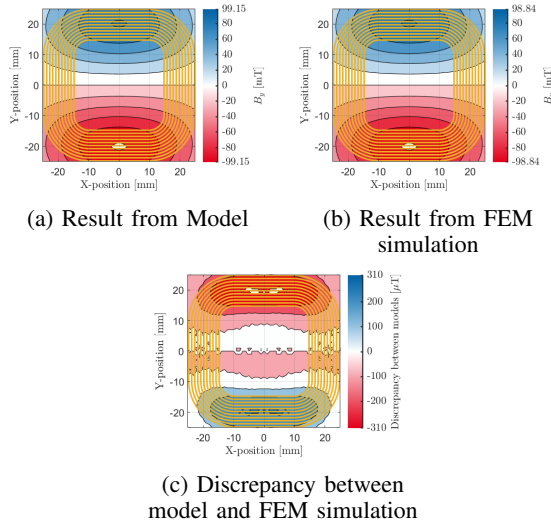 99.15
80
60
40
20
0
-20
-40
-60
-80
-99.15
B_y [mT]
20
10
0
-10
-20
Y-position [mm]
-20 -10 0 10 20
X-position [mm]
(a) Result from Model
98.84
80
60
40
20
0
-20
-40
-60
-80
-98.84
[mT]
20
10
0
-10
-20
Y-position [mm]
-20 -10 0 10 20
X-position [mm]
(b) Result from FEM
simulation
310
200
100
0
-100
-200
-310
Discrepancy between models [μT]
20
10
0
-10
-20
Y-position [mm]
-20 -10 0 10 20
X-position [mm]
(c) Discrepancy between
model and FEM simulation